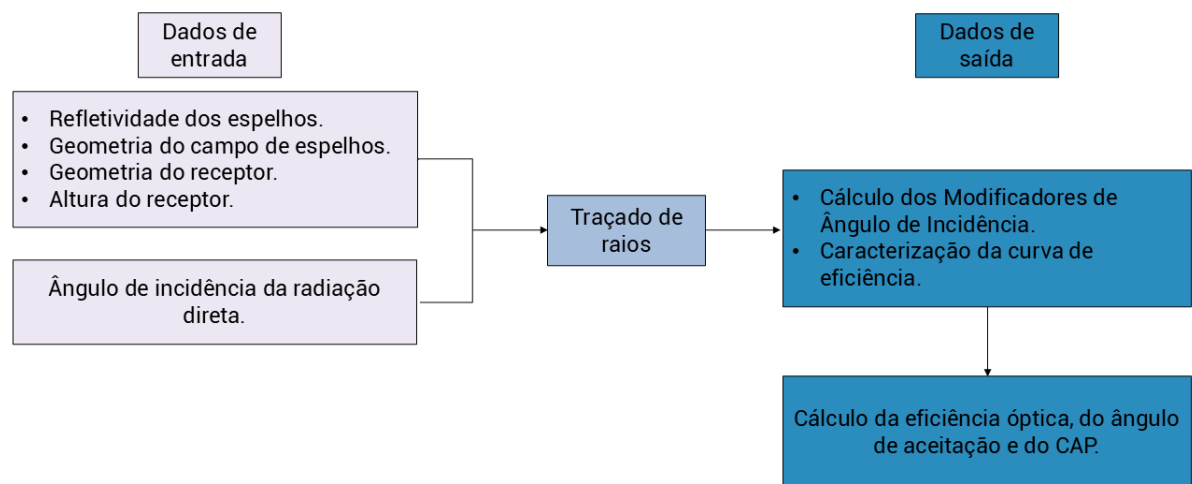 Dados de
entrada
• Refletividade dos espelhos.
• Geometria do campo de espelhos.
• Geometria do receptor.
• Altura do receptor.
Ângulo de incidência da radiação
direta.
Traçado de
raios
Dados de
saída
• Cálculo dos Modificadores de
Ângulo de Incidência.
• Caracterização da curva de
eficiência.
Cálculo da eficiência óptica, do ângulo
de aceitação e do CAP.